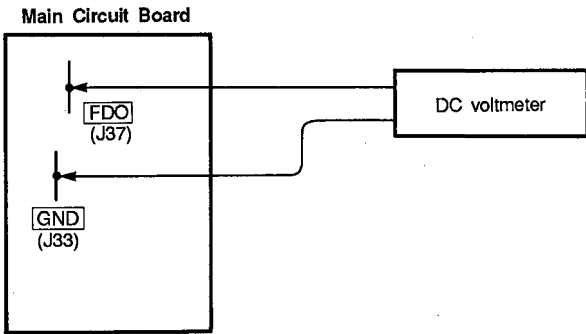 Main Circuit Board
FDO
(J37)
DC voltmeter
GND
(J33)